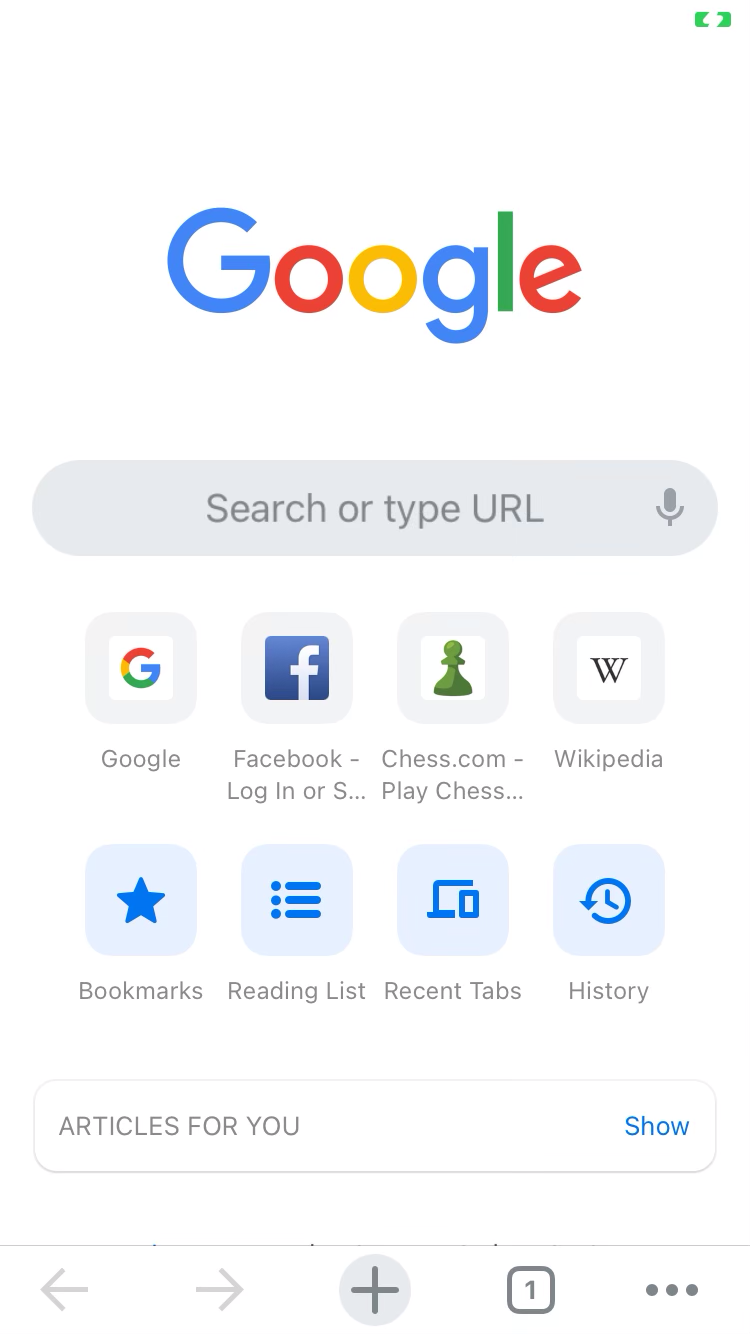 Google
Search or type URL
Google
Facebook -
Log In or S...
Chess.com -
Play Chess...
W
Wikipedia
Bookmarks
Reading List
Recent Tabs
History
ARTICLES FOR YOU
Show
1